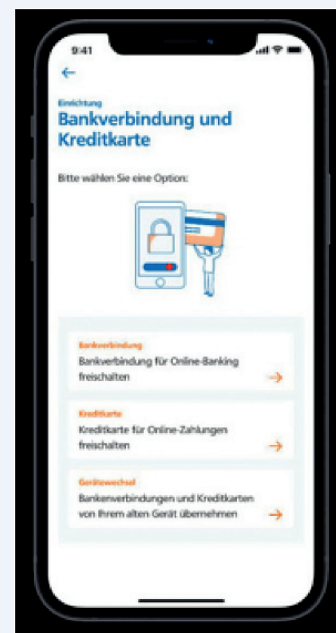 9:41
Einrichtung
Bankverbindung und
Kreditkarte
Bitte wählen Sie eine Option:
Bankverbindung
Bankverbindung für Online-Banking
freischalten
Kreditkarte
Kreditkarte für Online-Zahlungen
freischalten
Gerätewechsel
Bankenverbindungen und Kreditkarten
von Ihrem alten Gerät übernehmen